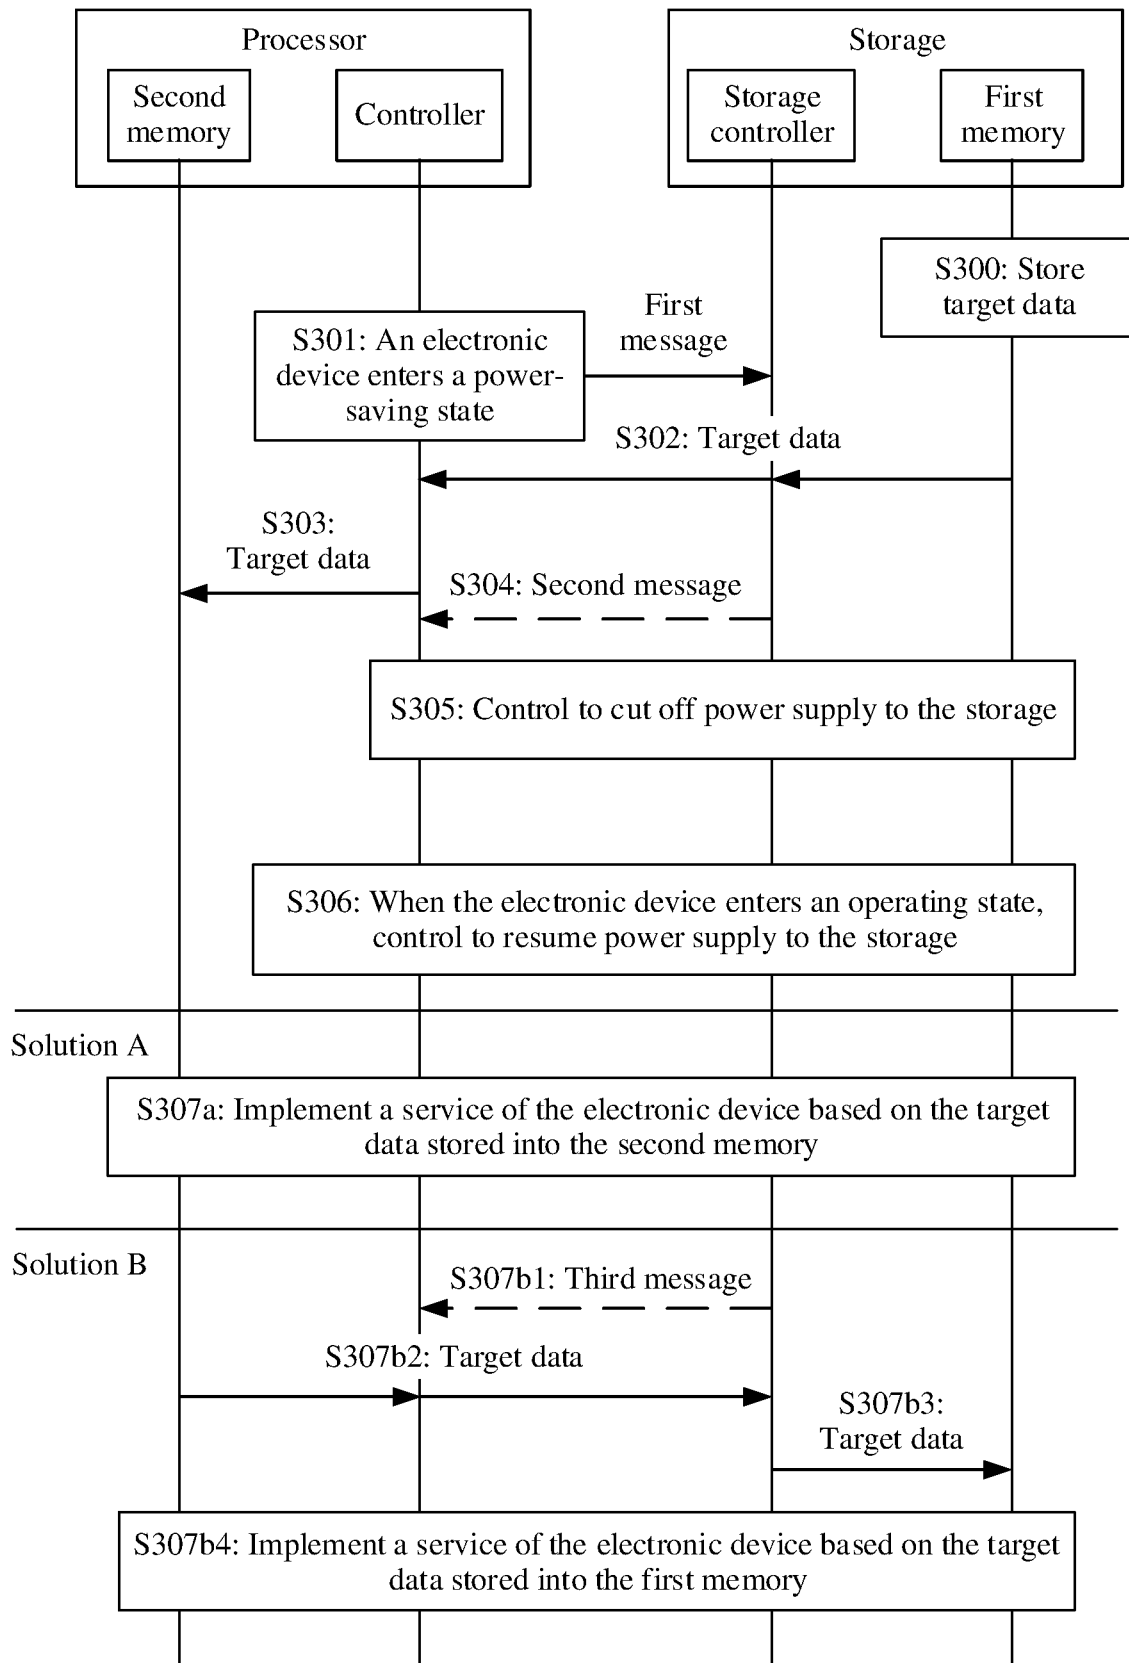 Processor
Storage
Second
memory
Controller
Storage
controller
First
memory
S300: Store
target data
S301: An electronic
device enters a power-
saving state
First
message
S302: Target data
S303:
Target data
S304: Second message
S305: Control to cut off power supply to the storage
S306: When the electronic device enters an operating state,
control to resume power supply to the storage
Solution A
S307a: Implement a service of the electronic device based on the target
data stored into the second memory
Solution B
S307b1: Third message
S307b2: Target data
S307b3:
Target data
S307b4: Implement a service of the electronic device based on the target
data stored into the first memory